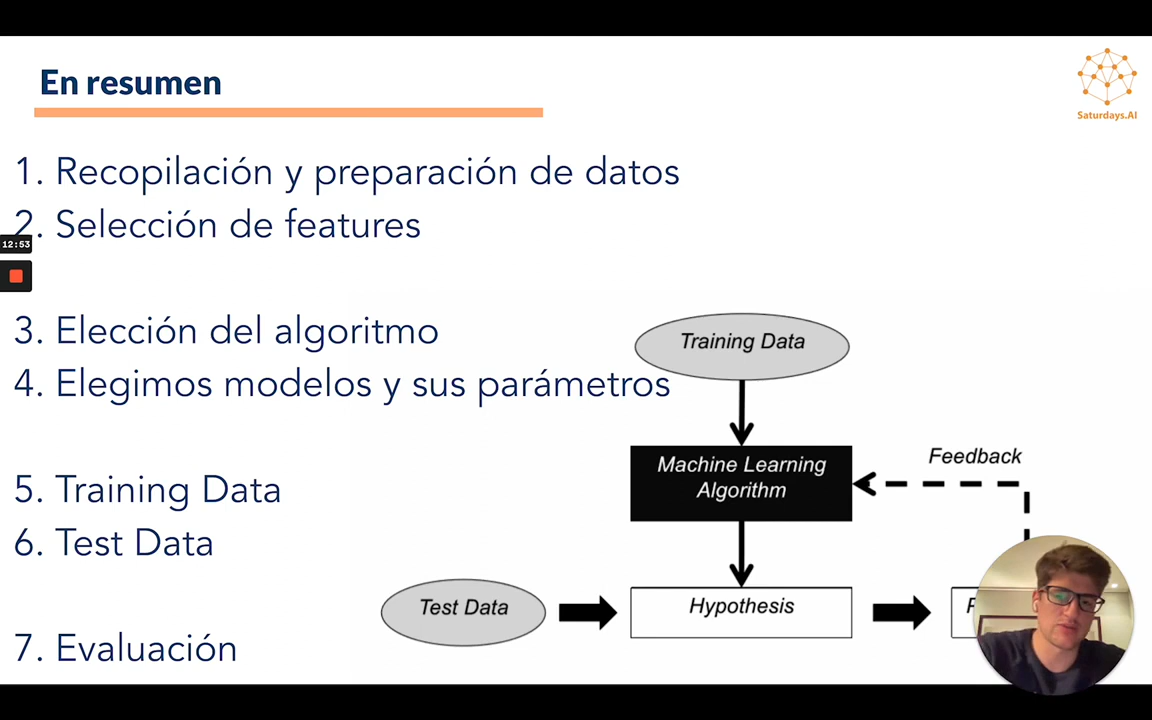 En resumen
Saturdays.AI
1. Recopilación y preparación de datos
2. Selección de features
12:53
3. Elección del algoritmo
4. Elegimos modelos y sus parámetros
5. Training Data
6. Test Data
7. Evaluación
Training Data
Machine Learning
Algorithm
Feedback
Test Data
Hypothesis